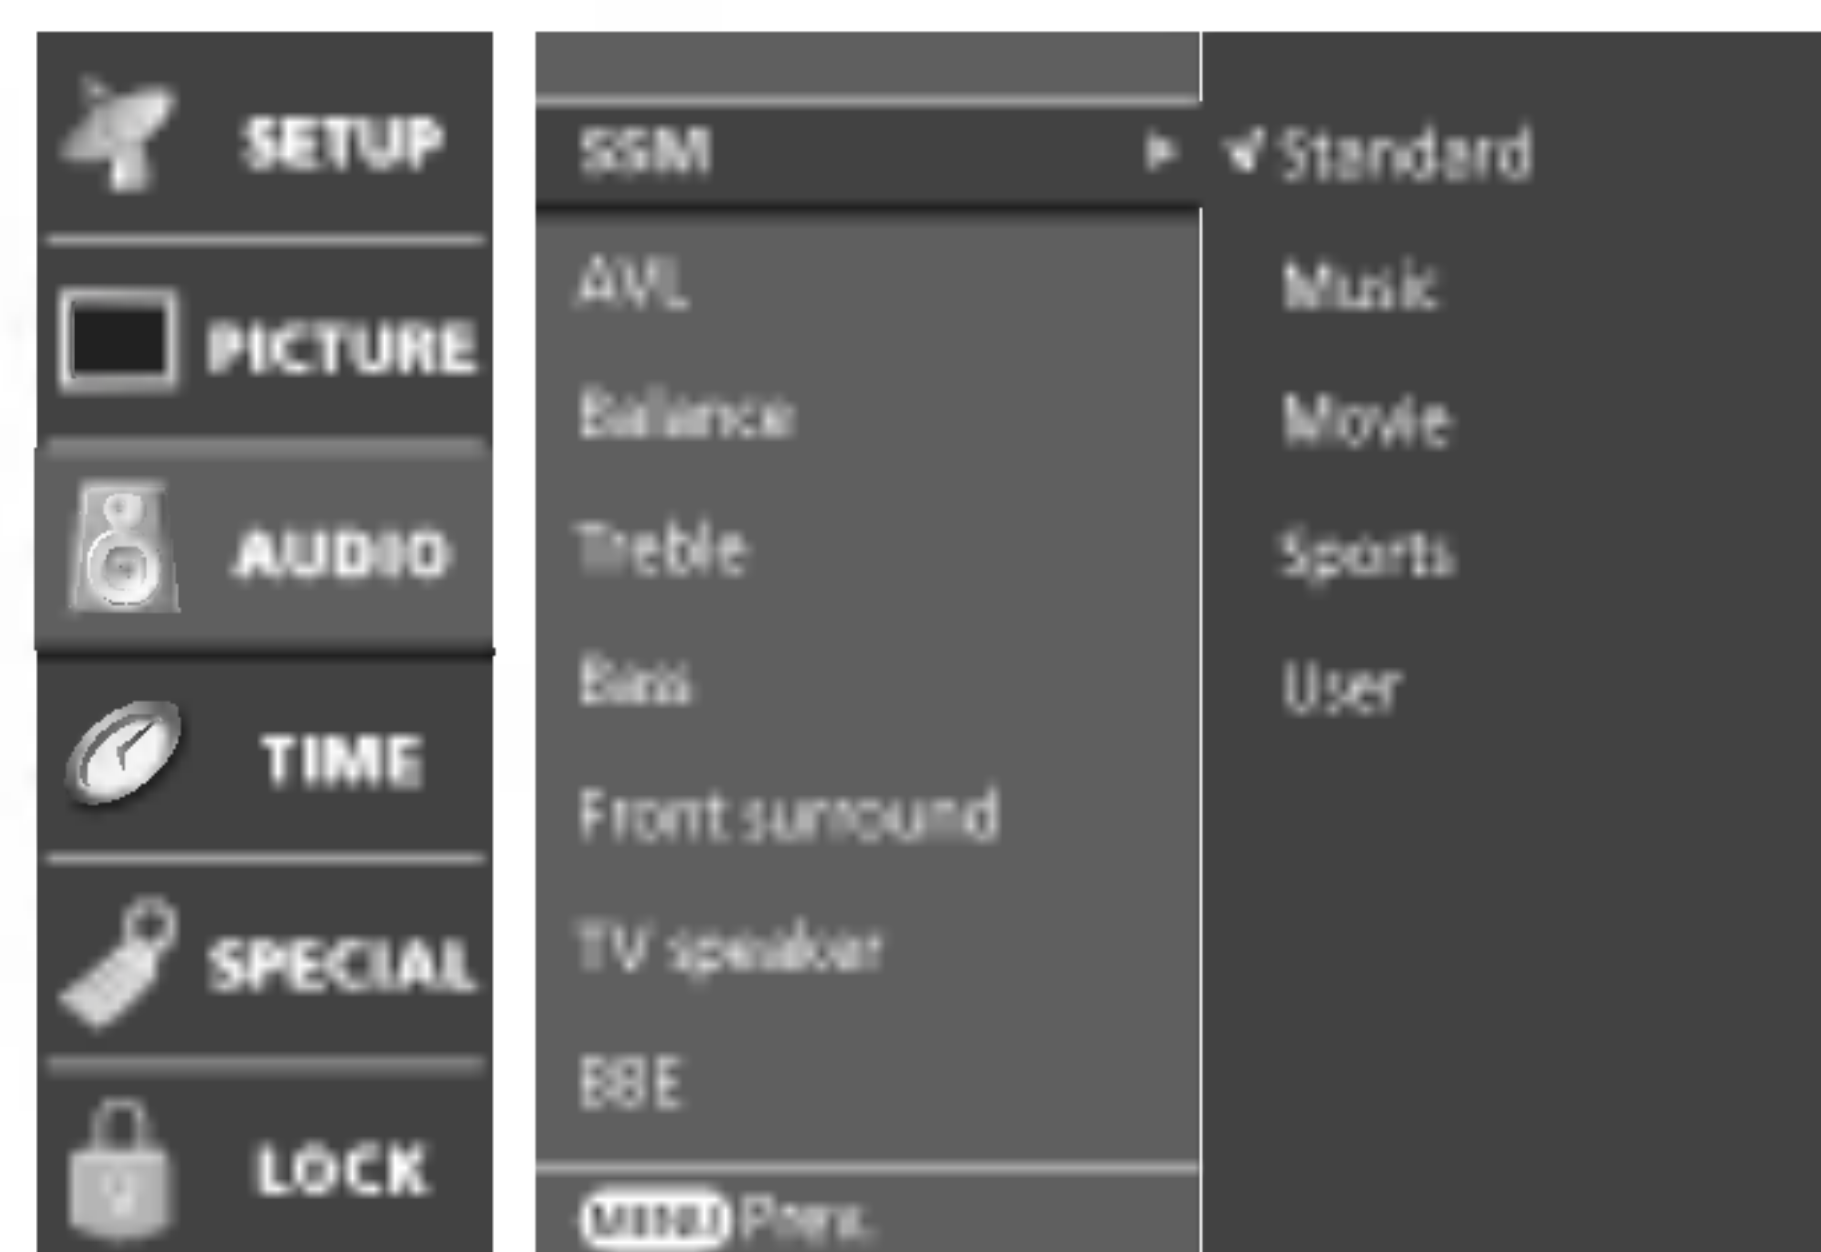 SETUP
PICTURE
AUDIO
TIME
SPECIAL
LOCK
SSM
AVL
Balance
Treble
Bass
Front surround
TV speaker
BBE
MENU Prev.
Standard
Music
Movie
Sports
User